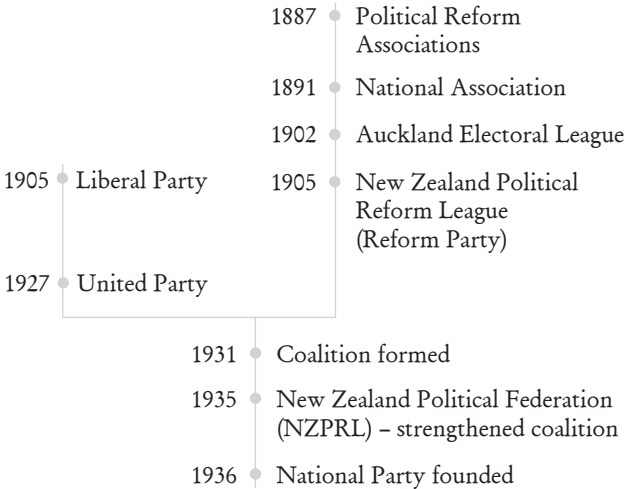 1887 Political Reform
Associations
1891 National Association
1902 Auckland Electoral League
1905 Liberal Party
1905 New Zealand Political
Reform League
(Reform Party)
1927 United Party
1931 Coalition formed
1935 New Zealand Political Federation
(NZPRL) – strengthened coalition
1936 National Party founded